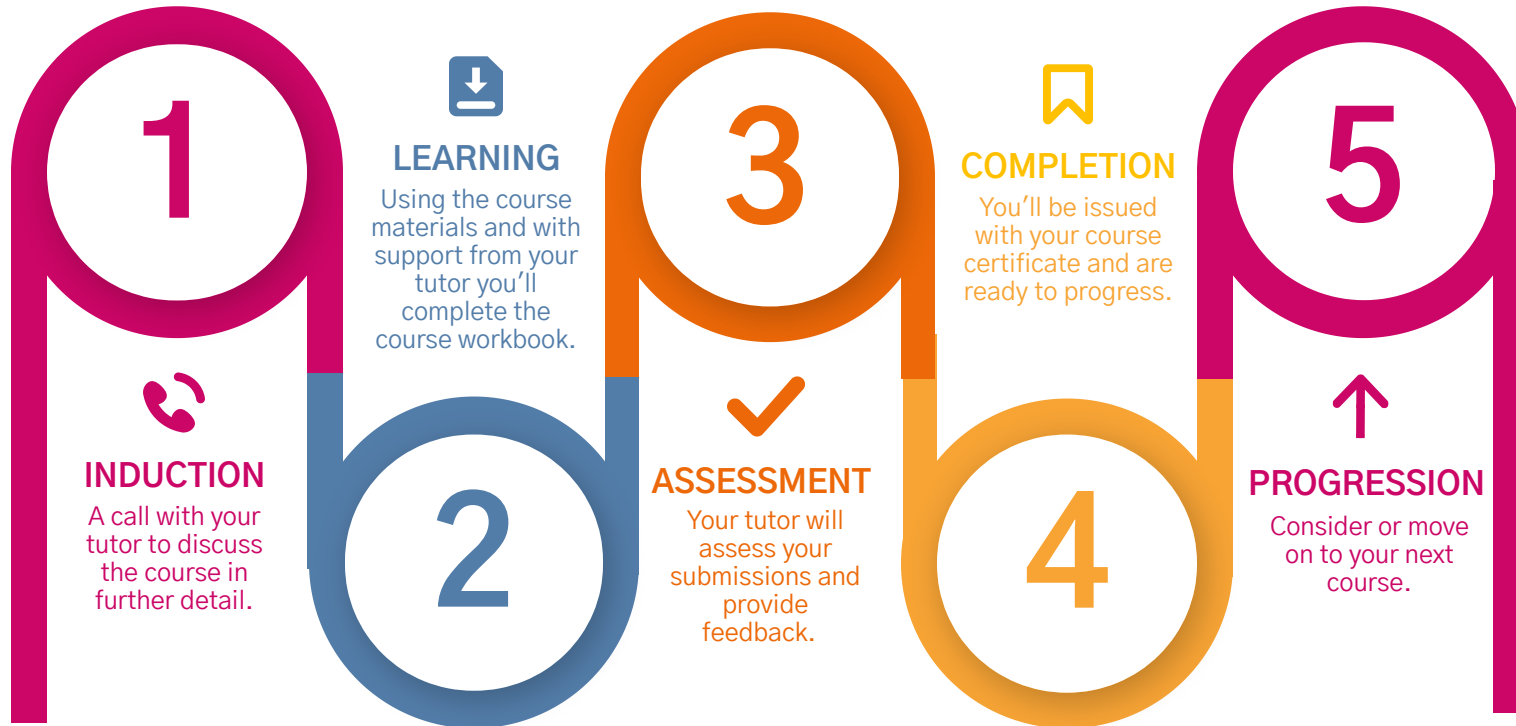 1
INDUCTION
A call with your
tutor to discuss
the course in
further detail.
LEARNING
Using the course
materials and with
support from your
tutor you'll
complete the
course workbook.
2
3
ASSESSMENT
Your tutor will
assess your
submissions and
provide
feedback.
COMPLETION
You'll be issued
with your course
certificate and are
ready to progress.
4
5
PROGRESSION
Consider or move
on to your next
course.